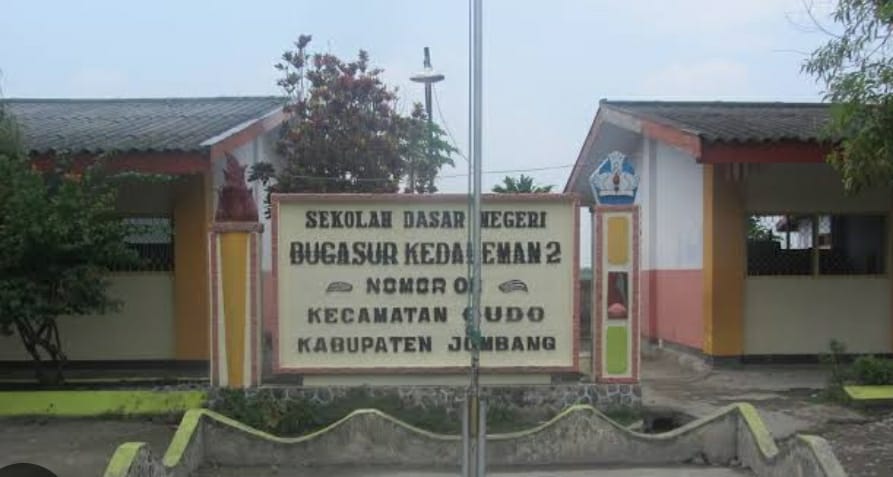 SEKOLAH DASAR NEGERI
BUGASUR KEDALEMAN 2
NOMOR
KECAMATAN GUDO
KABUPATEN JOMBANG